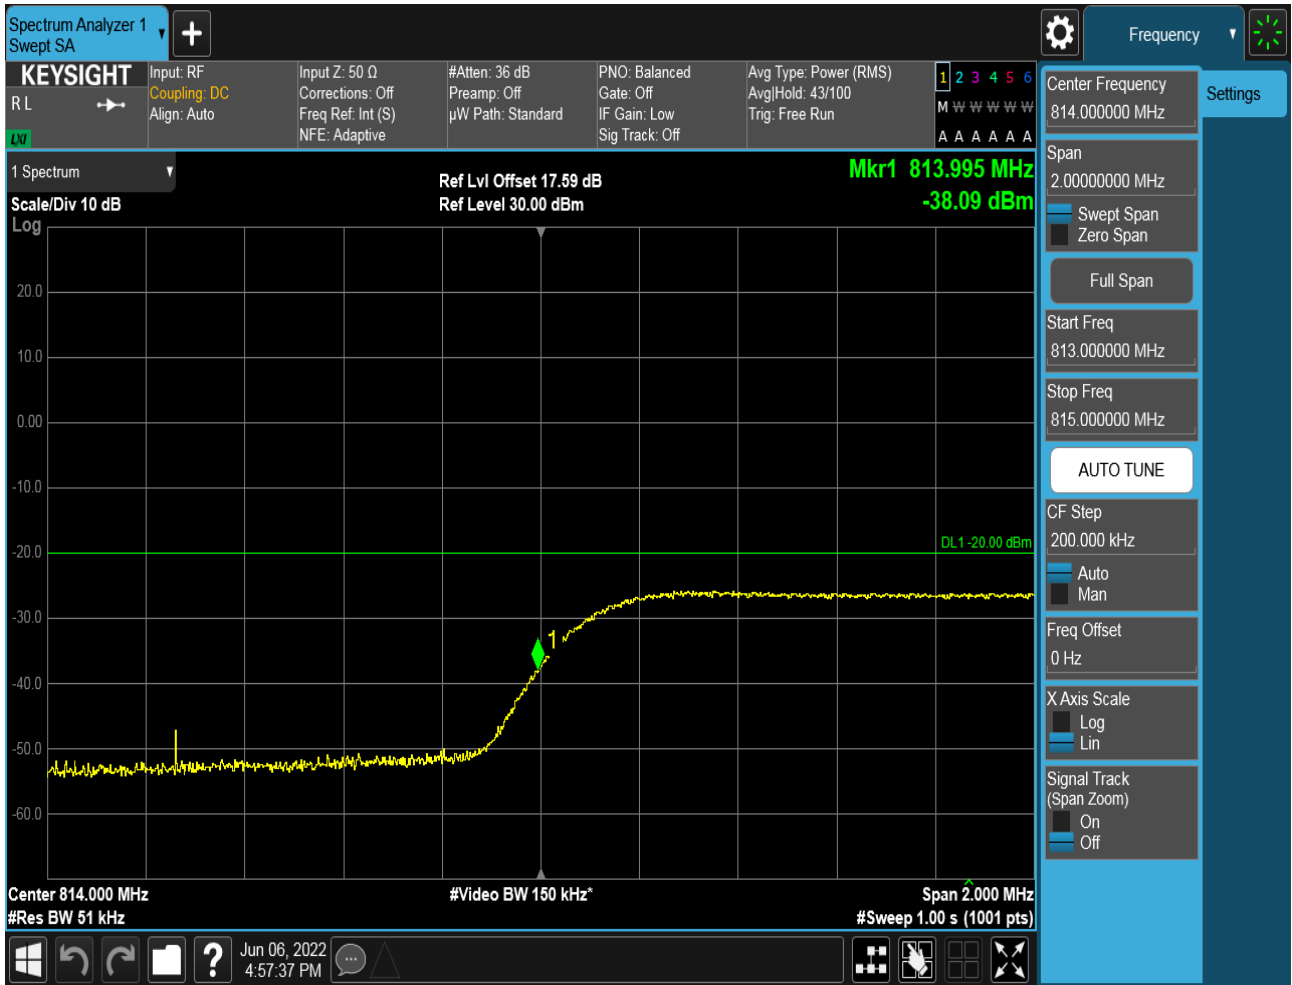 Spectrum Analyzer 1
Swept SA
Frequency
KEYSIGHT
R L
LXI
Input: RF
Coupling: DC
Align: Auto
Input Z: 50 Ω
Corrections: Off
Freq Ref: Int (S)
NFE: Adaptive
#Atten: 36 dB
Preamp: Off
µW Path: Standard
PNO: Balanced
Gate: Off
IF Gain: Low
Sig Track: Off
Avg Type: Power (RMS)
Avg|Hold: 43/100
Trig: Free Run
1 2 3 4 5 6
M W W W W W
A A A A A A
1 Spectrum
Scale/Div 10 dB
Log
Ref Lvl Offset 17.59 dB
Ref Level 30.00 dBm
Mkr1 813.995 MHz
-38.09 dBm
20.0
10.0
0.00
-10.0
-20.0
-30.0
-40.0
-50.0
-60.0
DL1 -20.00 dBm
1
Center 814.000 MHz
#Res BW 51 kHz
#Video BW 150 kHz*
Span 2.000 MHz
#Sweep 1.00 s (1001 pts)
Center Frequency
814.000000 MHz
Settings
Span
2.00000000 MHz
Swept Span
Zero Span
Full Span
Start Freq
813.000000 MHz
Stop Freq
815.000000 MHz
AUTO TUNE
CF Step
200.000 kHz
Auto
Man
Freq Offset
0 Hz
X Axis Scale
Log
Lin
Signal Track
(Span Zoom)
On
Off
?
Jun 06, 2022
4:57:37 PM